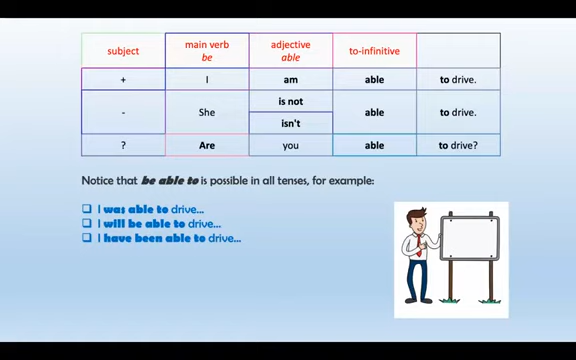 subject main verb be adjective able to-infinitive
+ I am able to drive.
- She is not able to drive.
isn't
? Are you able to drive?
Notice that be able to is possible in all tenses, for example:
❑ I was able to drive...
❑ I will be able to drive...
❑ I have been able to drive...